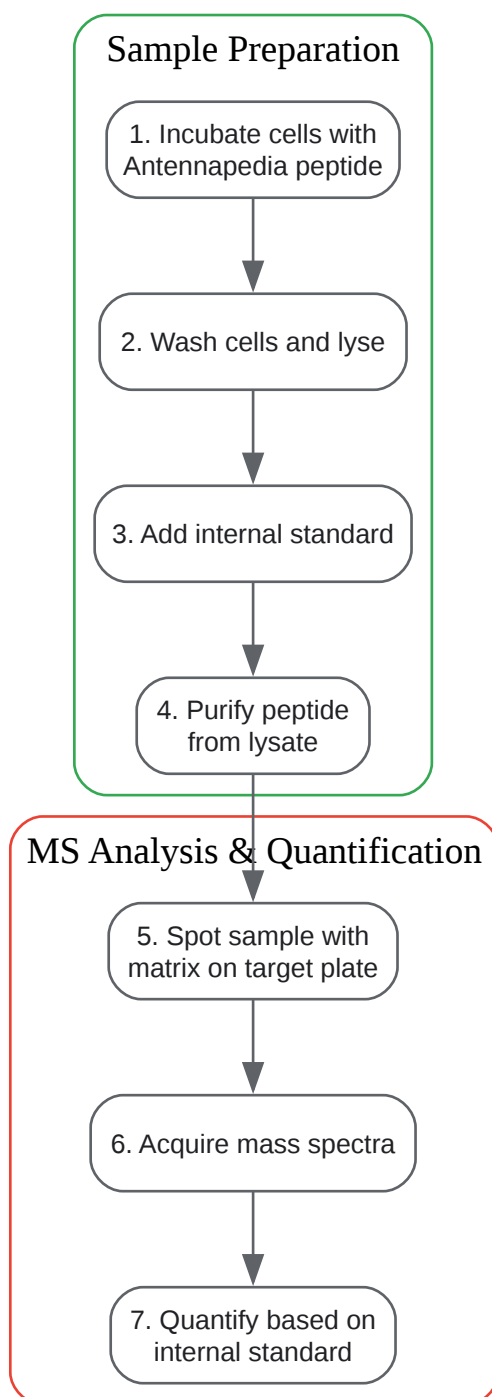 Sample Preparation
1. Incubate cells with
Antennapedia peptide
2. Wash cells and lyse
3. Add internal standard
4. Purify peptide
from lysate
MS Analysis & Quantification
5. Spot sample with
matrix on target plate
6. Acquire mass spectra
7. Quantify based on
internal standard